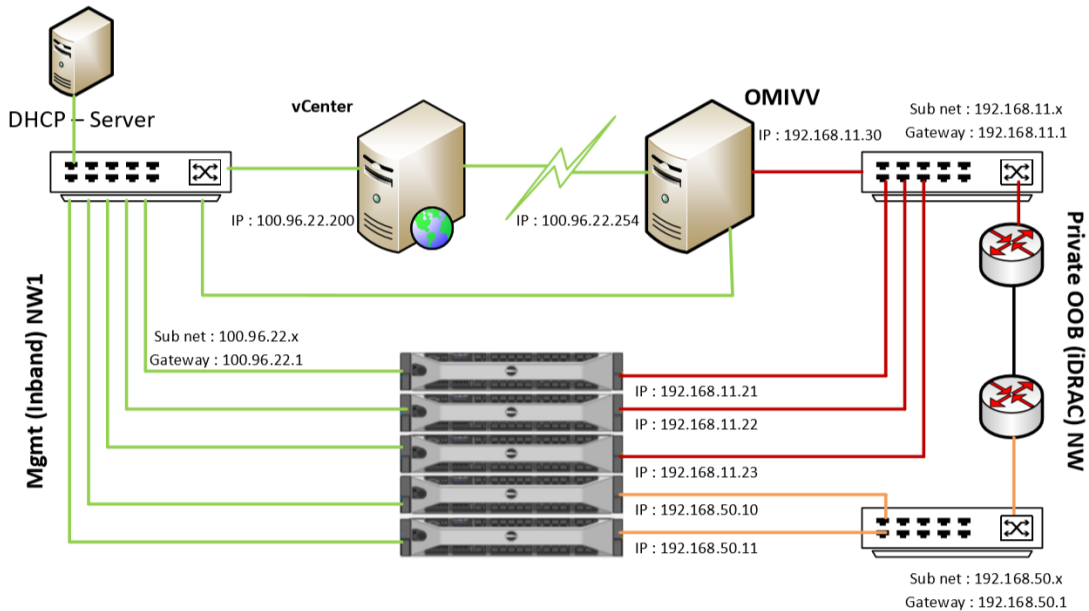 DHCP – Server
vCenter
OMIVV
IP : 192.168.11.30
Sub net : 192.168.11.x
Gateway : 192.168.11.1
IP : 100.96.22.200
IP : 100.96.22.254
Mgmt (Inband) NW1
Sub net : 100.96.22.x
Gateway : 100.96.22.1
IP : 192.168.11.21
IP : 192.168.11.22
IP : 192.168.11.23
IP : 192.168.50.10
IP : 192.168.50.11
Private OOB (iDRAC) NW
Sub net : 192.168.50.x
Gateway : 192.168.50.1